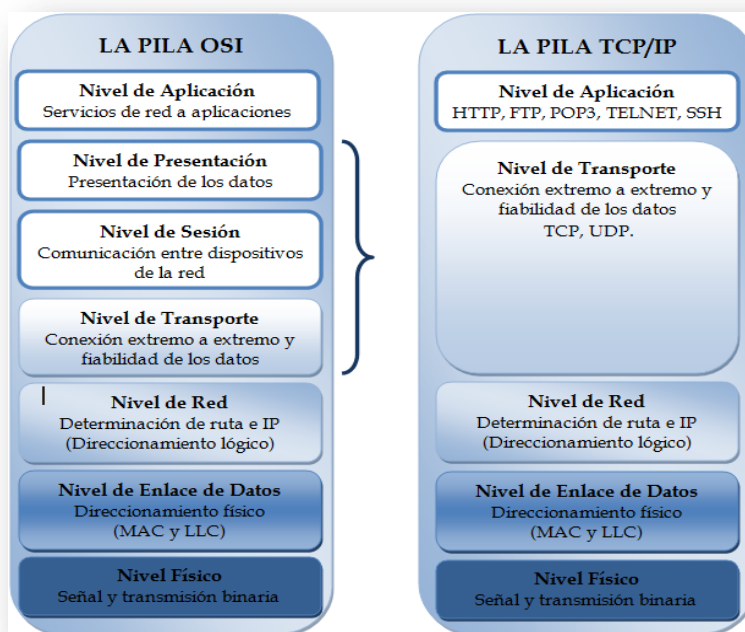 LA PILA OSI
Nivel de Aplicación
Servicios de red a aplicaciones
Nivel de Presentación
Presentación de los datos
Nivel de Sesión
Comunicación entre dispositivos
de la red
Nivel de Transporte
Conexión extremo a extremo y
fiabilidad de los datos
Nivel de Red
Determinación de ruta e IP
(Direccionamiento lógico)
Nivel de Enlace de Datos
Direccionamiento físico
(MAC y LLC)
Nivel Físico
Señal y transmisión binaria
LA PILA TCP/IP
Nivel de Aplicación
HTTP, FTP, POP3, TELNET, SSH
Nivel de Transporte
Conexión extremo a extremo y
fiabilidad de los datos
TCP, UDP.
Nivel de Red
Determinación de ruta e IP
(Direccionamiento lógico)
Nivel de Enlace de Datos
Direccionamiento físico
(MAC y LLC)
Nivel Físico
Señal y transmisión binaria